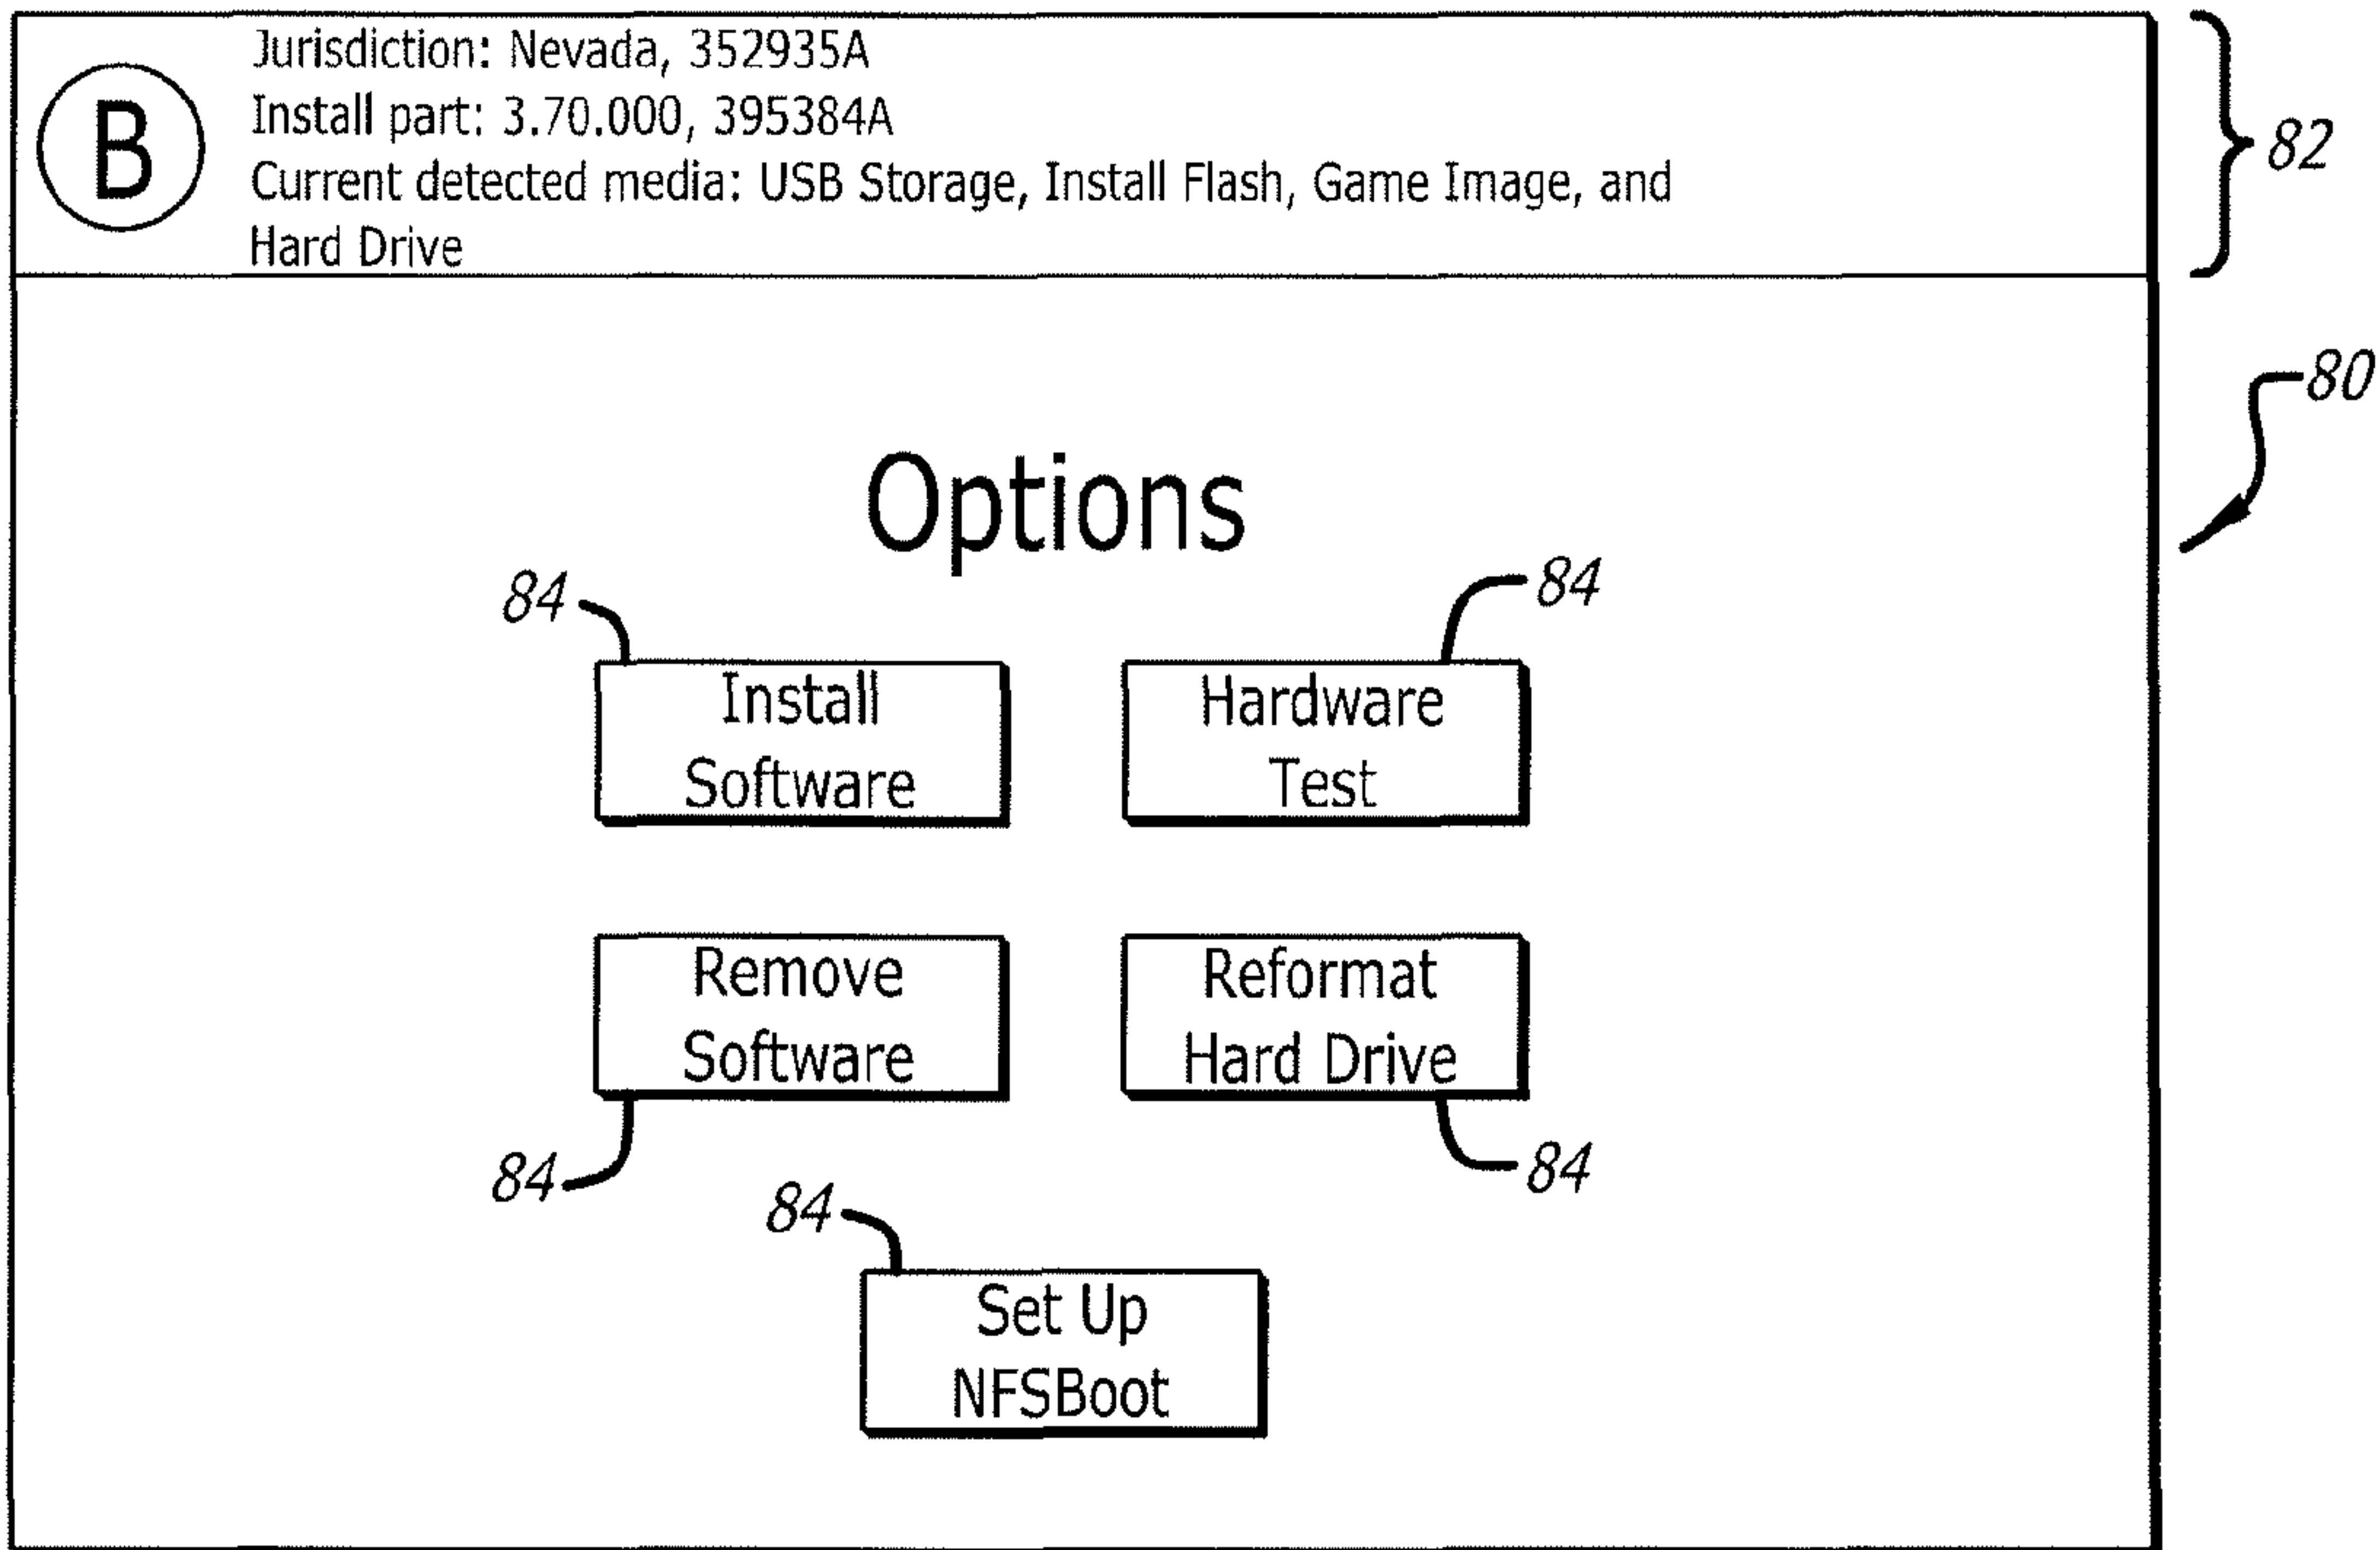 B
Jurisdiction: Nevada, 352935A
Install part: 3.70.000, 395384A
Current detected media: USB Storage, Install Flash, Game Image, and
Hard Drive
82
80
Options
84
84
Install
Software
Hardware
Test
Remove
Software
Reformat
Hard Drive
84
84
84
Set Up
NFSBoot